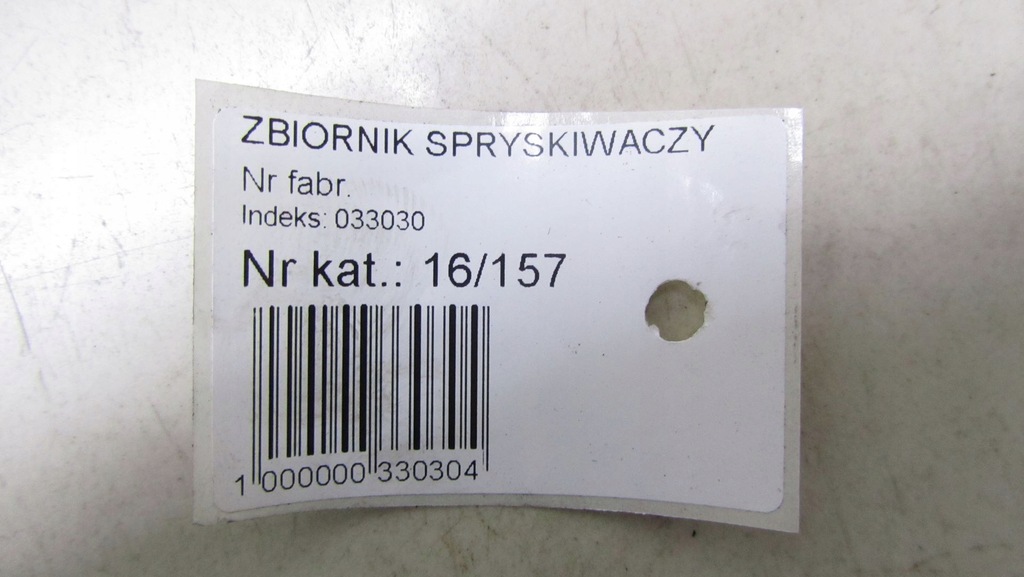 ZBIORNIK SPRYSKIWACZY
Nr fabr.
Indeks: 033030
Nr kat.: 16/157
1 000000 330304